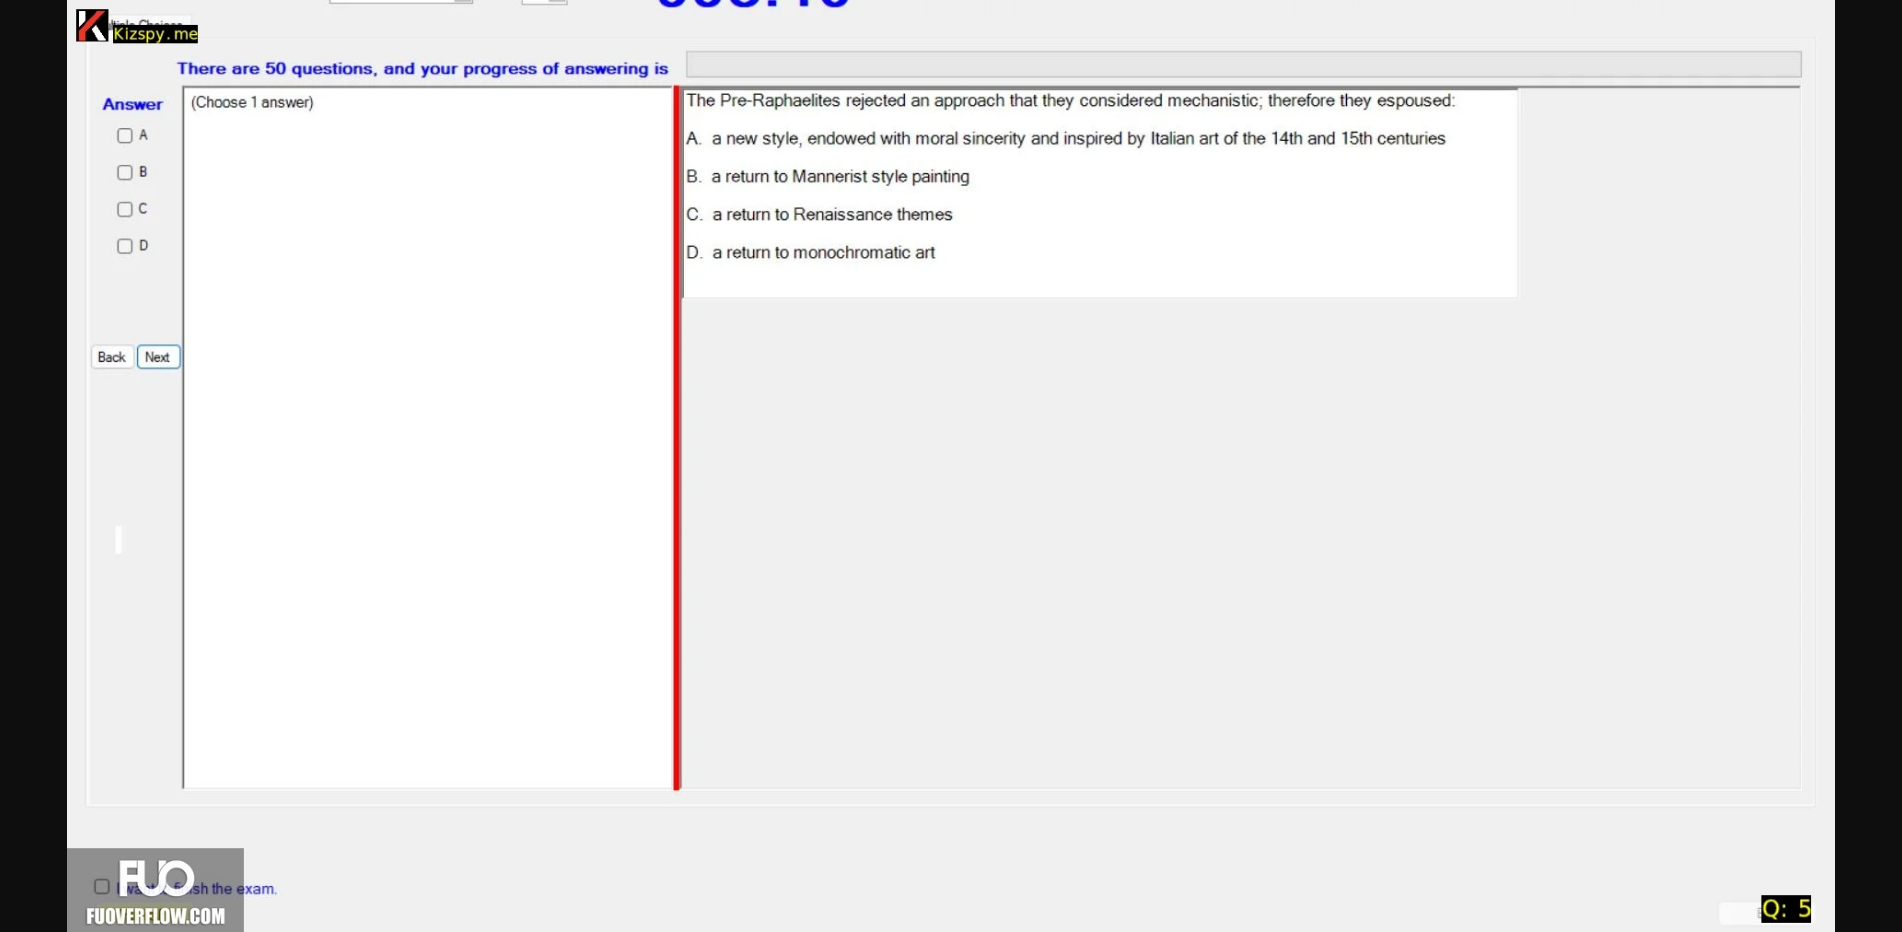 Kizspy.me
There are 50 questions, and your progress of answering is
Answer
(Choose 1 answer)
A
B
C
D
Back
Next
The Pre-Raphaelites rejected an approach that they considered mechanistic; therefore they espoused:
A. a new style, endowed with moral sincerity and inspired by Italian art of the 14th and 15th centuries
B. a return to Mannerist style painting
C. a return to Renaissance themes
D. a return to monochromatic art
the exam.
FUO
FUOVERFLOW.COM
Q: 5